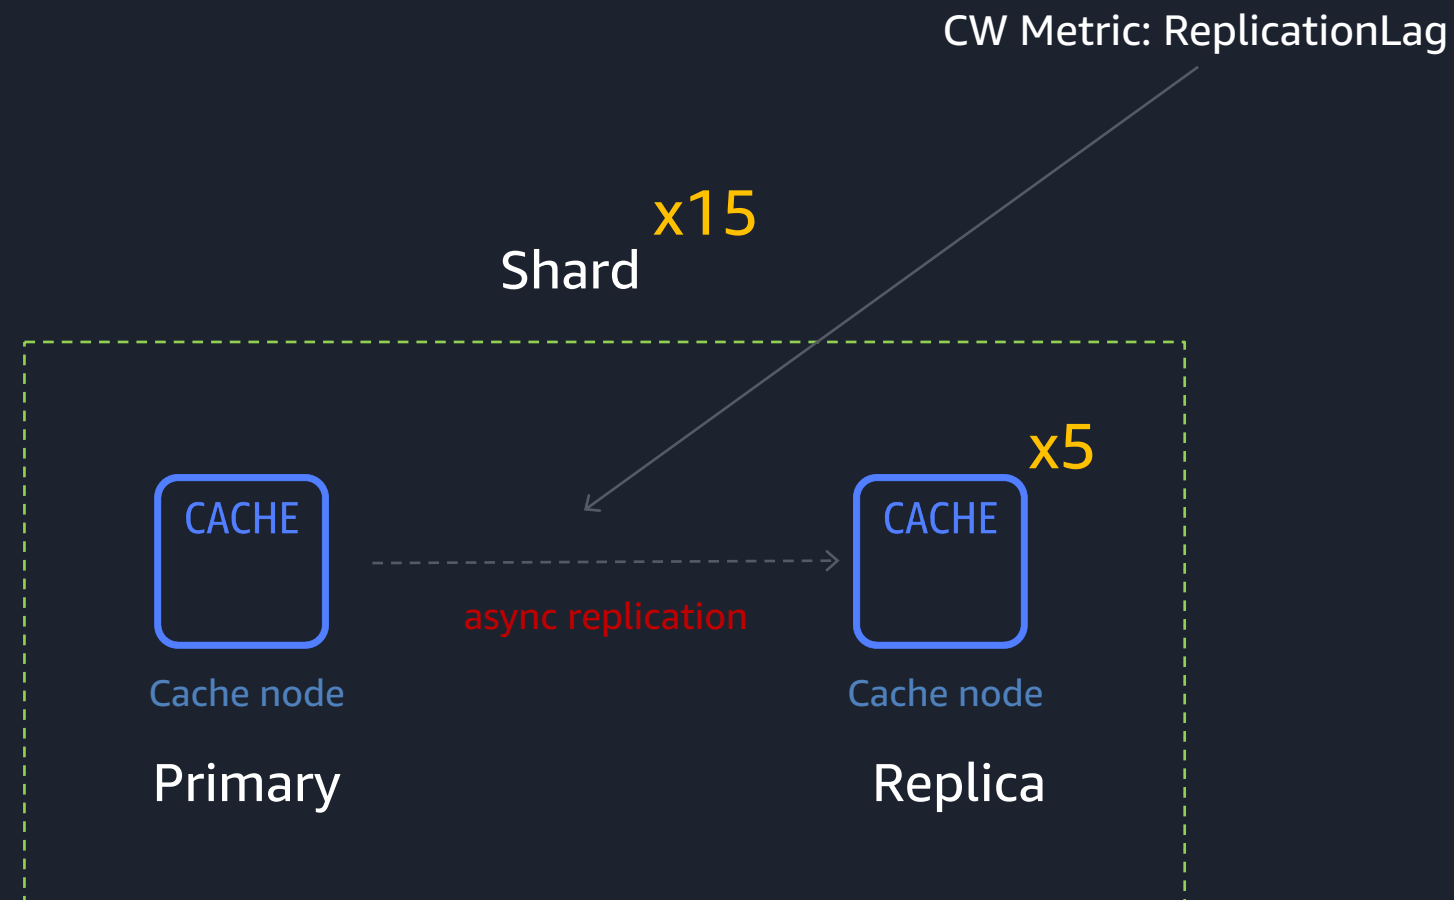 CW Metric: ReplicationLag
x15
Shard
x5
CACHE
CACHE
async replication
Cache node
Cache node
Primary
Replica